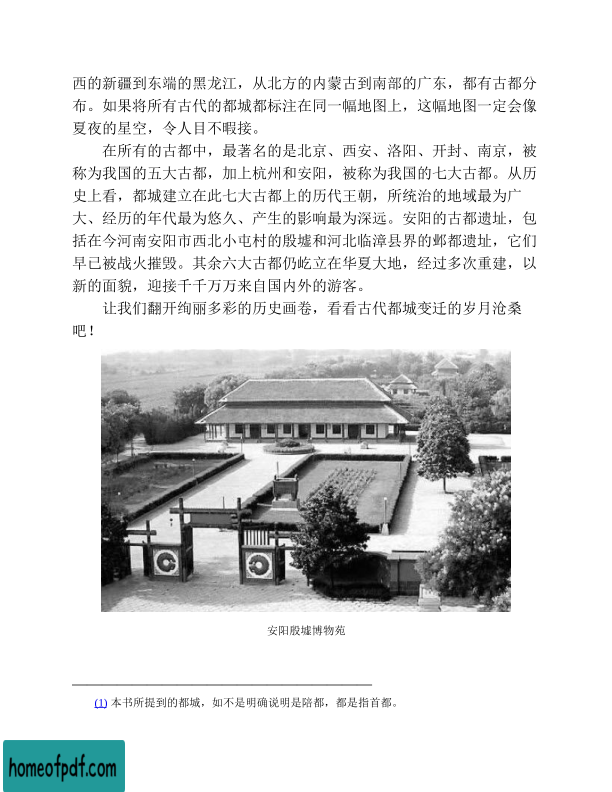 西的新疆到东端的黑龙江，从北方的内蒙古到南部的广东，都有古都分
布。如果将所有古代的都城都标注在同一幅地图上，这幅地图一定会像
夏夜的星空，令人目不暇接。
在所有的古都中，最著名的是北京、西安、洛阳、开封、南京，被
称为我国的五大古都，加上杭州和安阳，被称为我国的七大古都。从历
史上看，都城建立在此七大古都上的历代王朝，所统治的地域最为广
大、经历的年代最为悠久、产生的影响最为深远。安阳的古都遗址，包
括在今河南安阳市西北小屯村的殷墟和河北临漳县界的邺都遗址，它们
早已被战火摧毁。其余六大古都仍屹立在华夏大地，经过多次重建，以
新的面貌，迎接千千万万来自国内外的游客。
让我们翻开绚丽多彩的历史画卷，看看古代都城变迁的岁月沧桑
吧！
安阳殷墟博物苑
(1) 本书所提到的都城，如不是明确说明是陪都，都是指首都。
homeofpdf.com